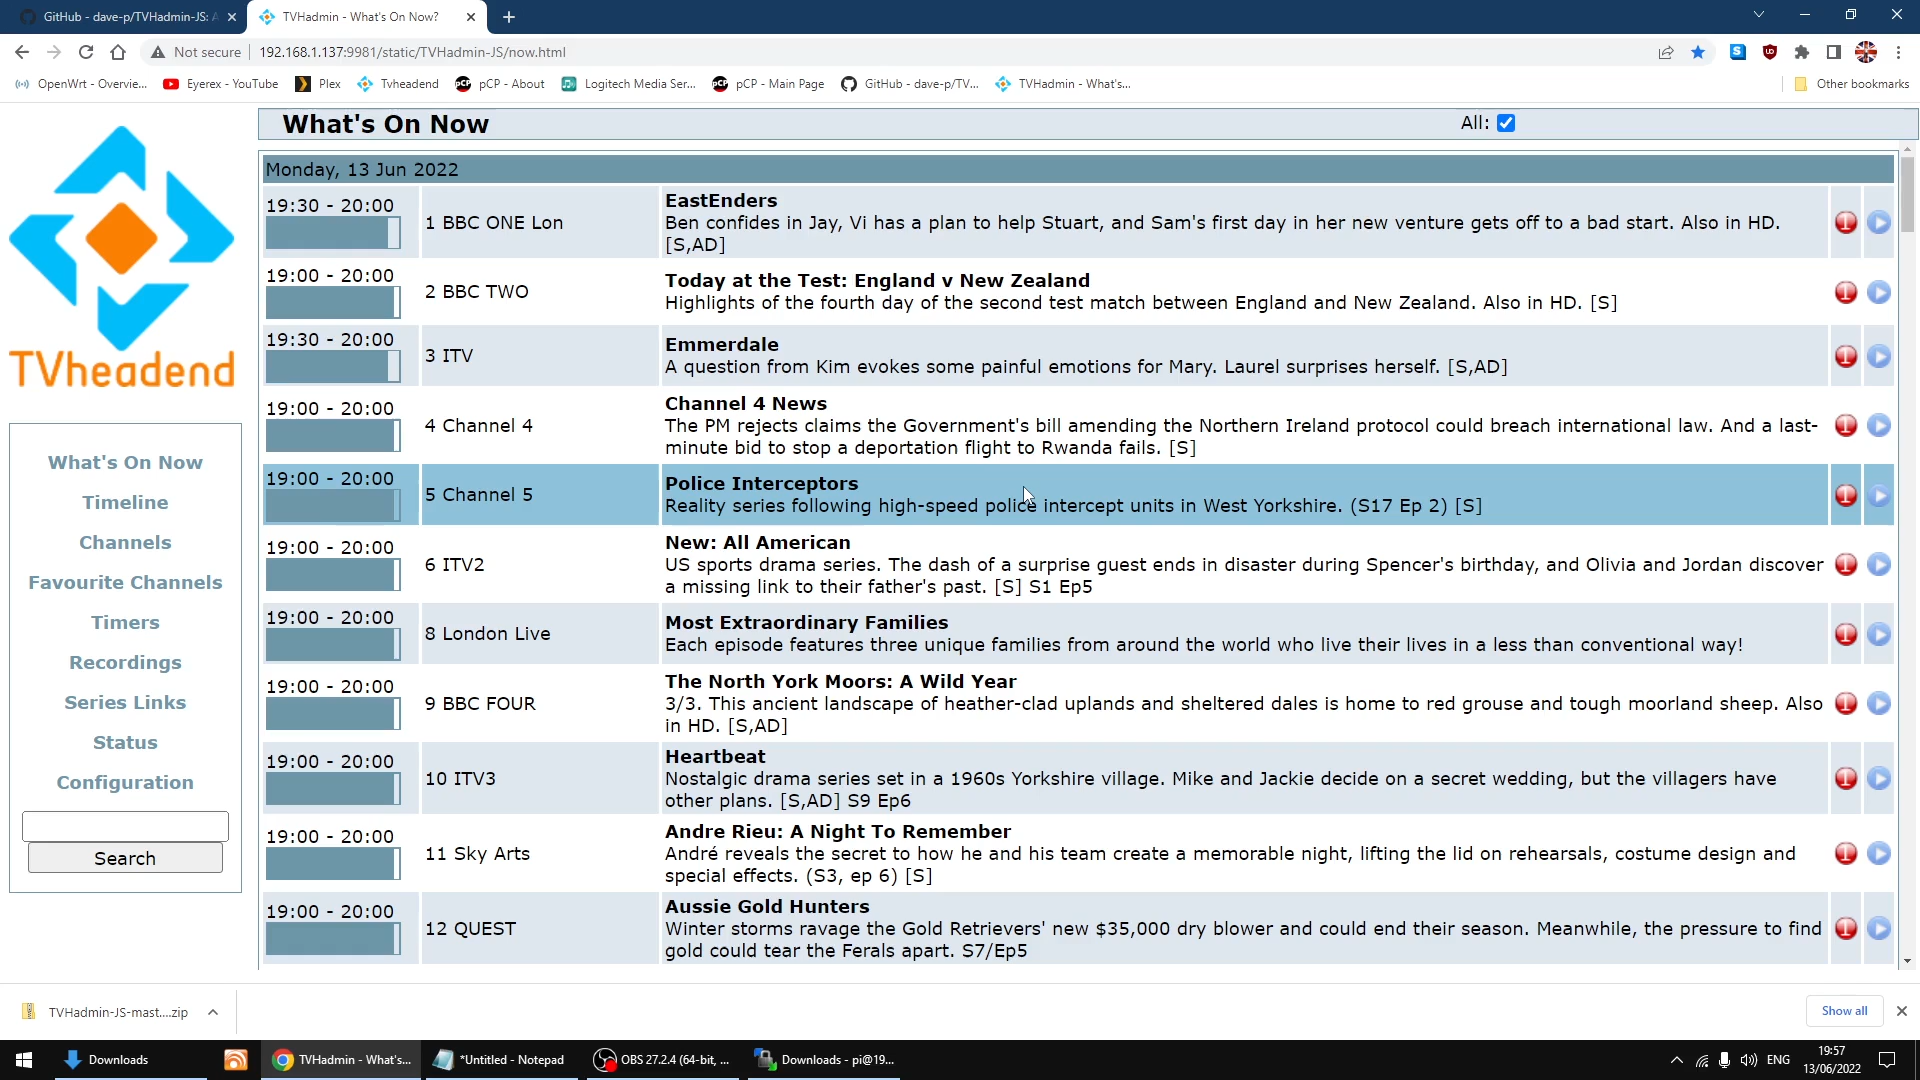 GitHub - dave-p/TVHadmin-JS: A
TVHadmin - What's On Now?
Not secure
192.168.1.137:9981/static/TVHadmin-JS/now.html
OpenWrt - Overvie...
Eyerex - YouTube
Plex
Tvheadend
pCP - About
Logitech Media Ser...
pCP - Main Page
GitHub - dave-p/TV...
TVHadmin - What's...
Other bookmarks
TVheadend
What's On Now
Timeline
Channels
Favourite Channels
Timers
Recordings
Series Links
Status
Configuration
Search
What's On Now
All:
Monday, 13 Jun 2022
19:30 - 20:00
1 BBC ONE Lon
EastEnders
Ben confides in Jay, Vi has a plan to help Stuart, and Sam's first day in her new venture gets off to a bad start. Also in HD.
[S,AD]
19:00 - 20:00
2 BBC TWO
Today at the Test: England v New Zealand
Highlights of the fourth day of the second test match between England and New Zealand. Also in HD. [S]
19:30 - 20:00
3 ITV
Emmerdale
A question from Kim evokes some painful emotions for Mary. Laurel surprises herself. [S,AD]
19:00 - 20:00
4 Channel 4
Channel 4 News
The PM rejects claims the Government's bill amending the Northern Ireland protocol could breach international law. And a last-
minute bid to stop a deportation flight to Rwanda fails. [S]
19:00 - 20:00
5 Channel 5
Police Interceptors
Reality series following high-speed police intercept units in West Yorkshire. (S17 Ep 2) [S]
19:00 - 20:00
6 ITV2
New: All American
US sports drama series. The dash of a surprise guest ends in disaster during Spencer's birthday, and Olivia and Jordan discover
a missing link to their father's past. [S] S1 Ep5
19:00 - 20:00
8 London Live
Most Extraordinary Families
Each episode features three unique families from around the world who live their lives in a less than conventional way!
19:00 - 20:00
9 BBC FOUR
The North York Moors: A Wild Year
3/3. This ancient landscape of heather-clad uplands and sheltered dales is home to red grouse and tough moorland sheep. Also
in HD. [S,AD]
19:00 - 20:00
10 ITV3
Heartbeat
Nostalgic drama series set in a 1960s Yorkshire village. Mike and Jackie decide on a secret wedding, but the villagers have
other plans. [S,AD] S9 Ep6
19:00 - 20:00
11 Sky Arts
Andre Rieu: A Night To Remember
André reveals the secret to how he and his team create a memorable night, lifting the lid on rehearsals, costume design and
special effects. (S3, ep 6) [S]
19:00 - 20:00
12 QUEST
Aussie Gold Hunters
Winter storms ravage the Gold Retrievers' new $35,000 dry blower and could end their season. Meanwhile, the pressure to find
gold could tear the Ferals apart. S7/Ep5
TVHadmin-JS-mast....zip
Show all
Downloads
TVHadmin - What's...
*Untitled - Notepad
OBS 27.2.4 (64-bit, ...
Downloads - pi@19...
ENG
19:57
13/06/2022